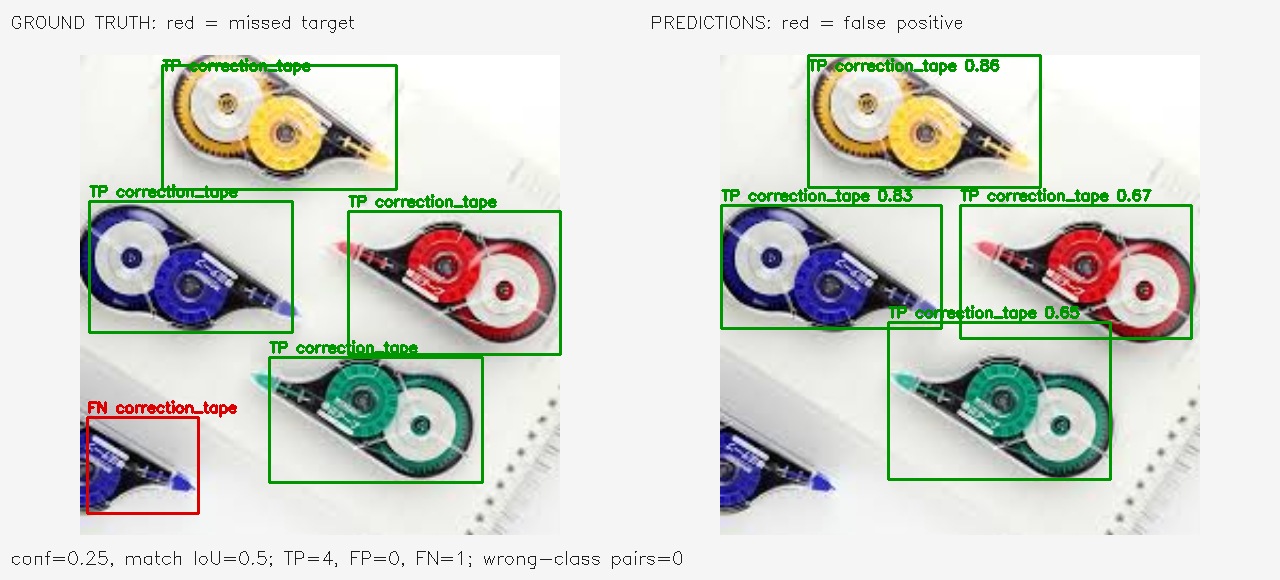 GROUND TRUTH: red = missed target
PREDICTIONS: red = false positive
TP correction_tape
TP correction_tape 0.86
TP correction_tape
TP correction_tape
TP correction_tape 0.83
TP correction_tape 0.67
TP correction_tape
TP correction_tape 0.65
FN correction_tape
conf=0.25, match IoU=0.5; TP=4, FP=0, FN=1; wrong-class pairs=0